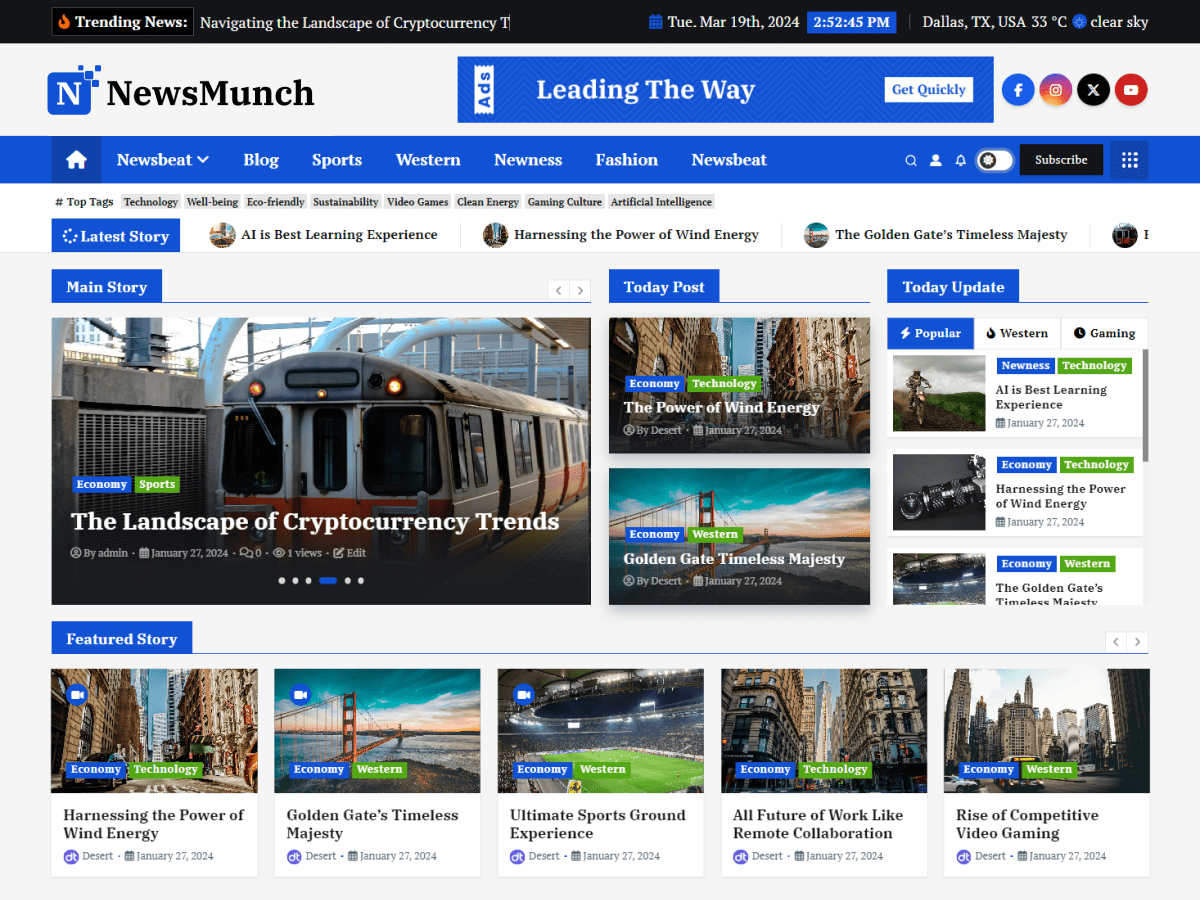 Trending News: Navigating the Landscape of Cryptocurrency T
Tue. Mar 19th, 2024 2:52:45 PM Dallas, TX, USA 33 °C clear sky
N NewsMunch
Ads Leading The Way Get Quickly
Newsbeat Blog Sports Western Newness Fashion Newsbeat Subscribe
# Top Tags Technology Well-being Eco-friendly Sustainability Video Games Clean Energy Gaming Culture Artificial Intelligence
Latest Story AI is Best Learning Experience Harnessing the Power of Wind Energy The Golden Gate's Timeless Majesty
Main Story
Economy Sports
The Landscape of Cryptocurrency Trends
By admin - January 27, 2024 - 0 - 1 views - Edit
Today Post
Economy Technology
The Power of Wind Energy
By Desert - January 27, 2024
Economy Western
Golden Gate Timeless Majesty
By Desert - January 27, 2024
Today Update
Popular Western Gaming
Newness Technology
AI is Best Learning
Experience
January 27, 2024
Economy Technology
Harnessing the Power
of Wind Energy
January 27, 2024
Economy Western
The Golden Gate's
Timeless Majesty
Featured Story
Economy Technology
Harnessing the Power of
Wind Energy
Desert - January 27, 2024
Economy Western
Golden Gate's Timeless
Majesty
Desert - January 27, 2024
Economy Western
Ultimate Sports Ground
Experience
Desert - January 27, 2024
Economy Technology
All Future of Work Like
Remote Collaboration
Desert - January 27, 2024
Economy Western
Rise of Competitive
Video Gaming
Desert - January 27, 2024